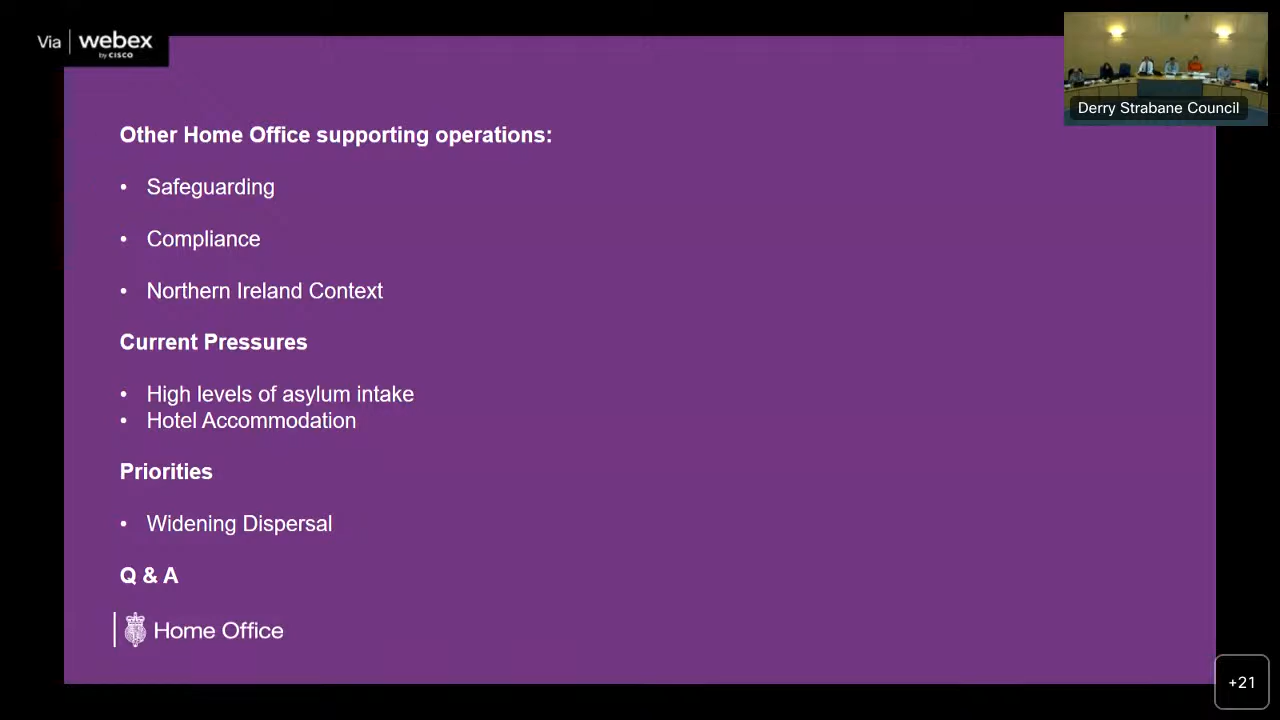 Via webex
by CISCO
Derry Strabane Council
Other Home Office supporting operations:
• Safeguarding
• Compliance
• Northern Ireland Context
Current Pressures
• High levels of asylum intake
• Hotel Accommodation
Priorities
• Widening Dispersal
Q & A
Home Office
+21